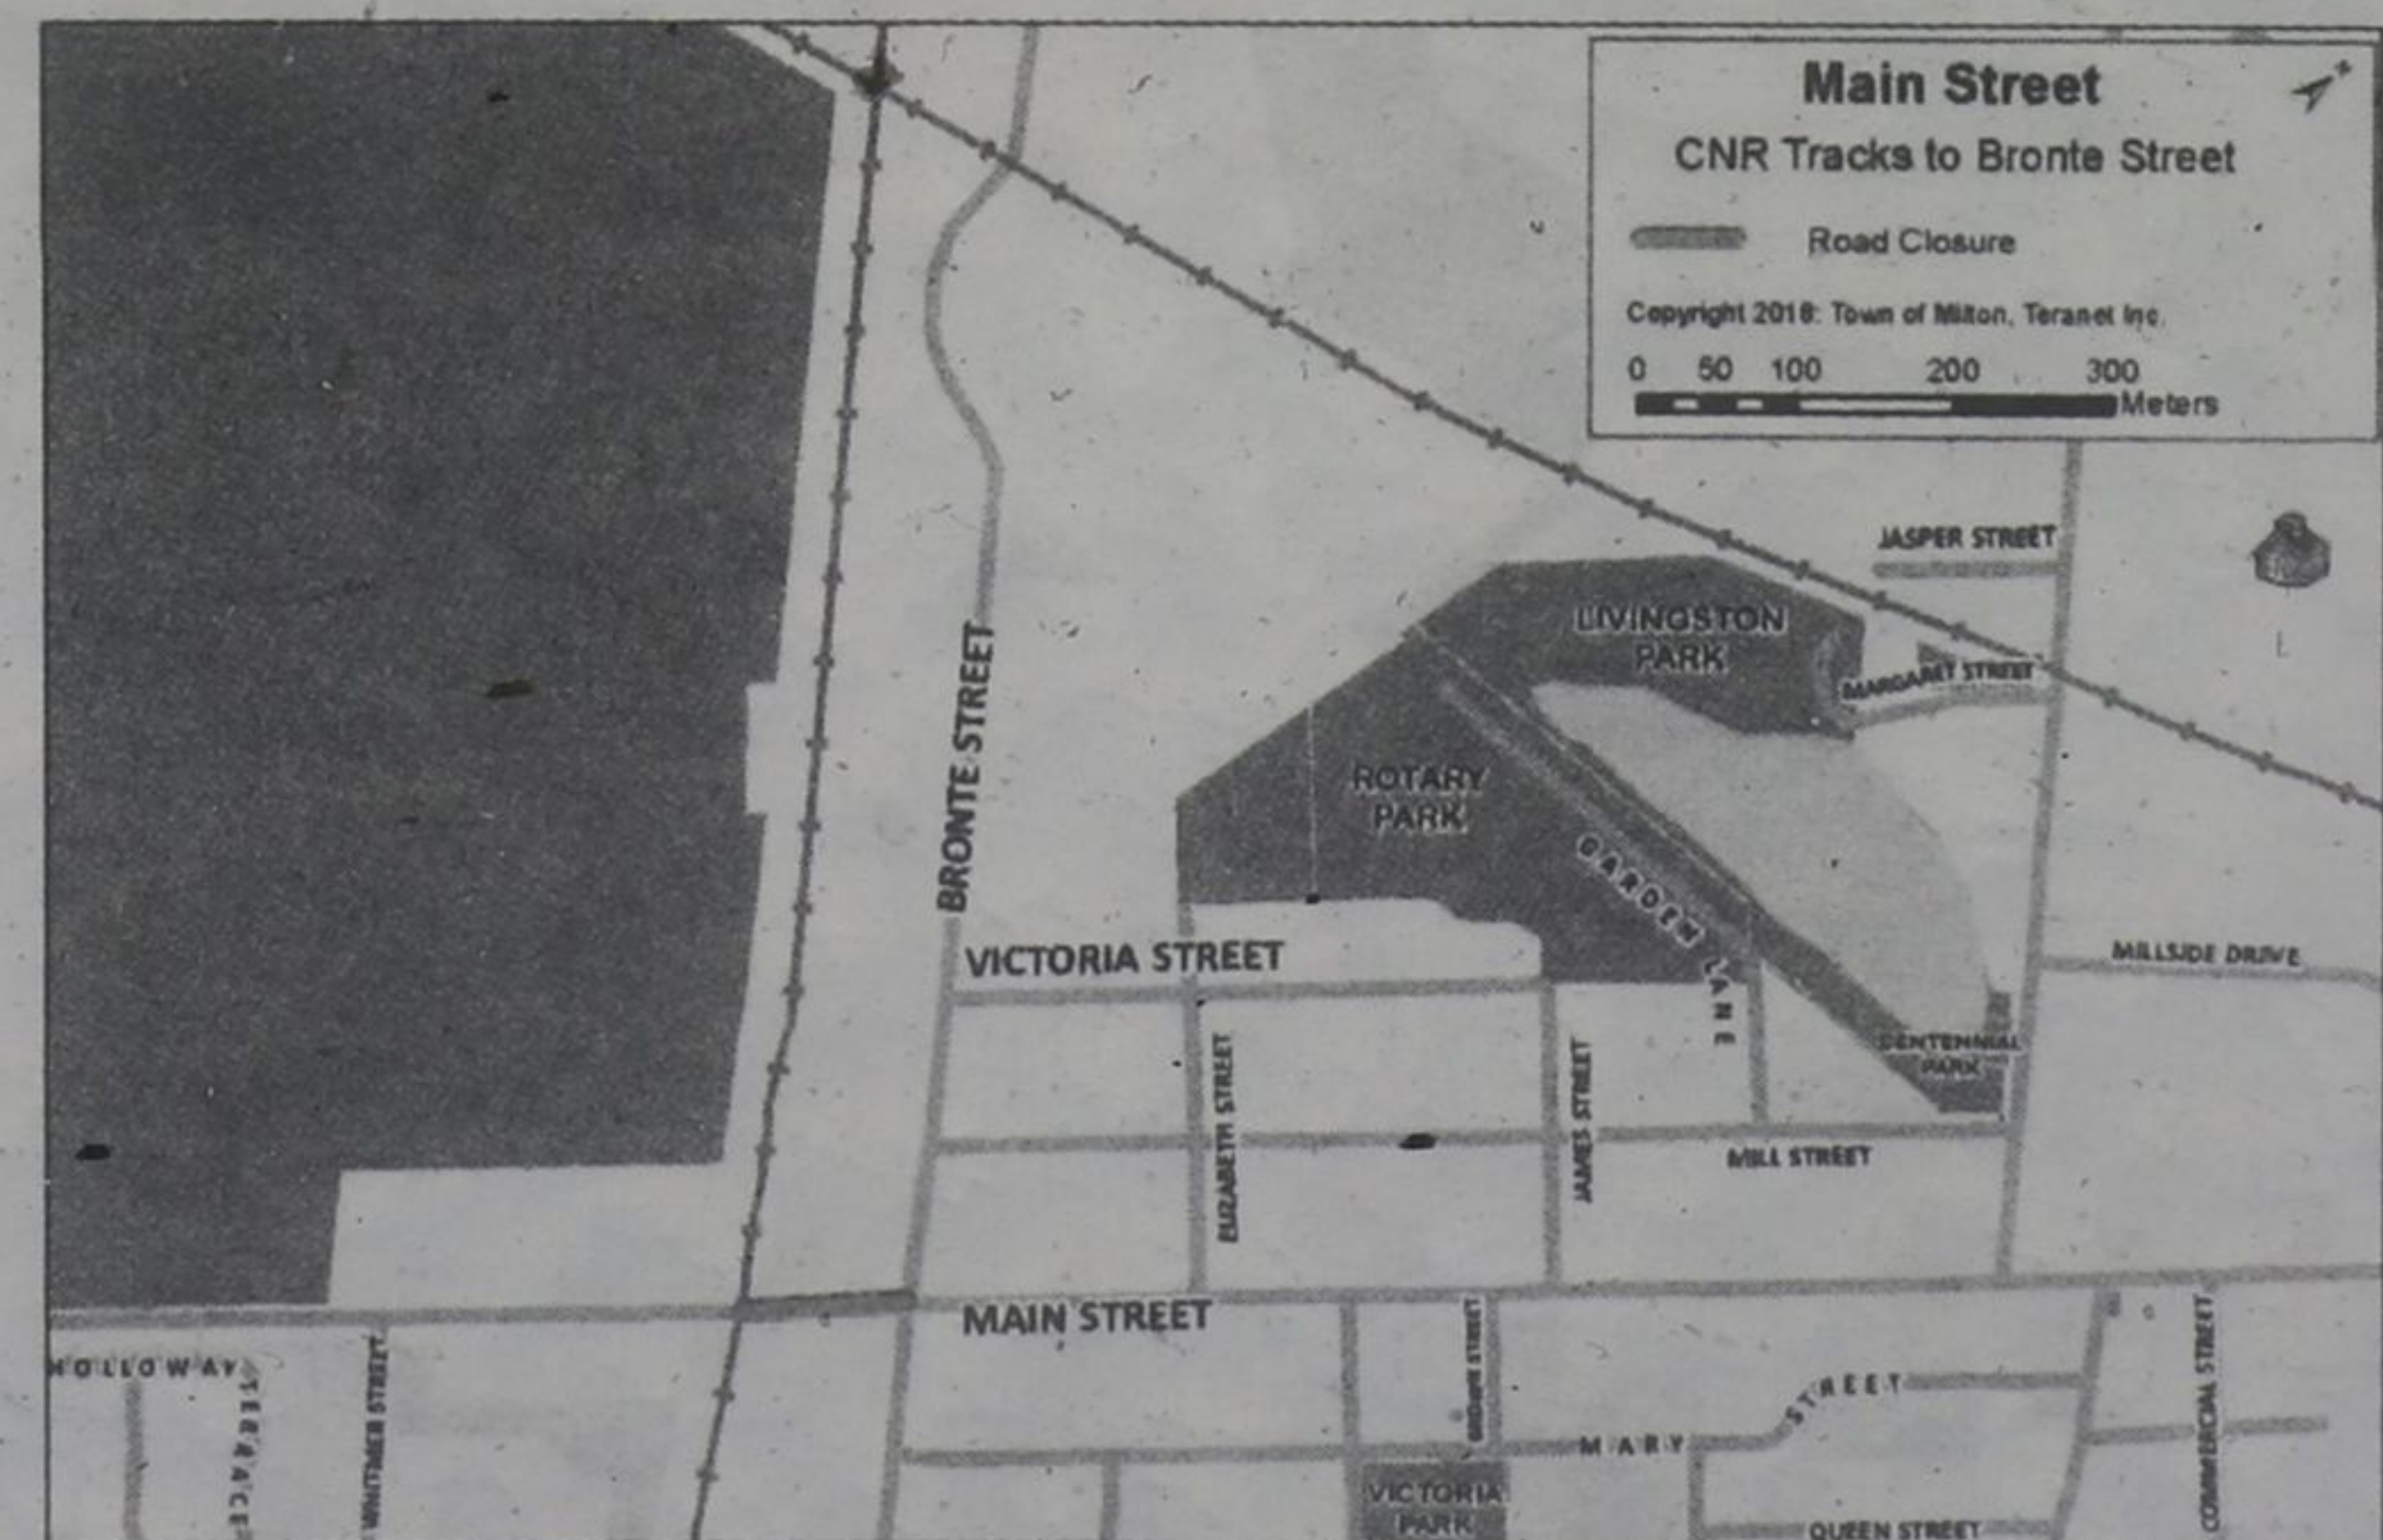 Main Street
CNR Tracks to Bronte Street
Road Closure
Copyright 2018: Town of Milton, Teranet Inc.
0 50 100 200 300
Meters
JASPER STREET
LIVINGSTON
PARK
MARGARET STREET
BRONTE STREET
ROTARY
PARK
GARDEN LANE
VICTORIA STREET
MILLSIDE DRIVE
CENTENNIAL
PARK
ELIZABETH STREET
JAMES STREET
MILL STREET
MAIN STREET
HOLLOWAY TERRACE
WHITMER STREET
STREET
MARY STREET
COMMERCIAL STREET
VICTORIA
PARK
QUEEN STREET